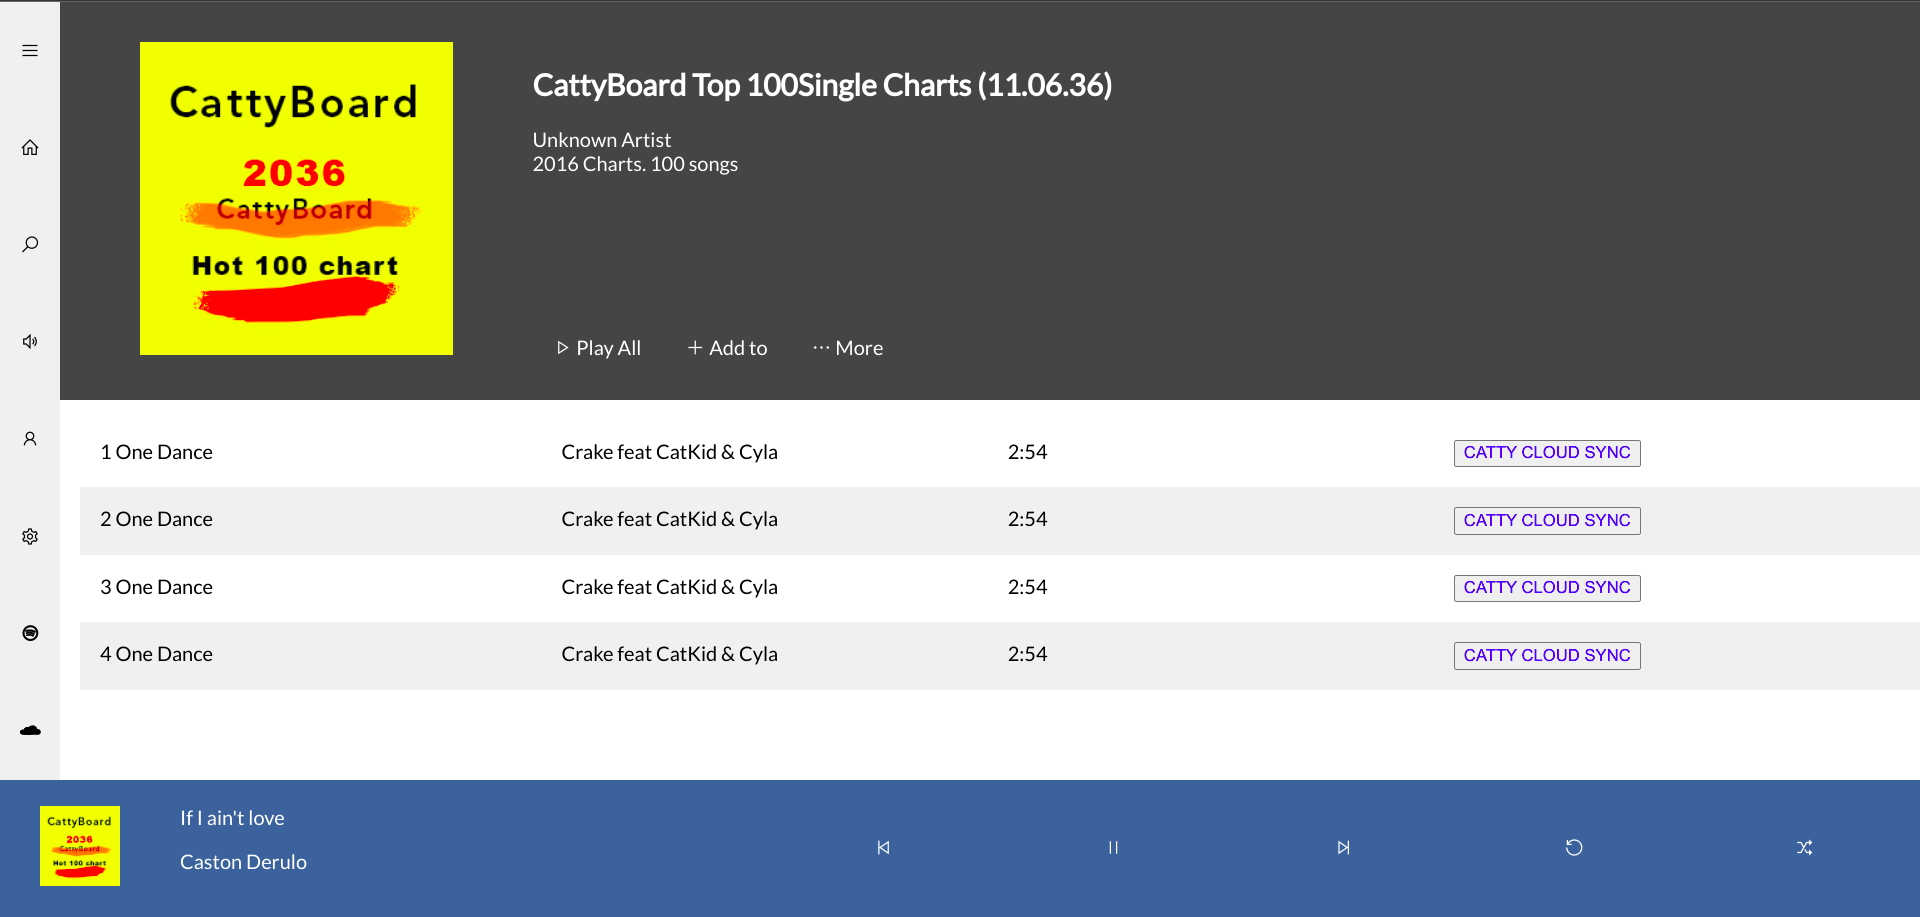 CattyBoard
2036
CattyBoard
Hot 100 chart
CattyBoard Top 100Single Charts (11.06.36)
Unknown Artist
2016 Charts. 100 songs
Play All
Add to
More
1 One Dance Crake feat CatKid & Cyla 2:54 CATTY CLOUD SYNC
2 One Dance Crake feat CatKid & Cyla 2:54 CATTY CLOUD SYNC
3 One Dance Crake feat CatKid & Cyla 2:54 CATTY CLOUD SYNC
4 One Dance Crake feat CatKid & Cyla 2:54 CATTY CLOUD SYNC
CattyBoard
2036
CattyBoard
Hot 100 chart
If I ain't love
Caston Derulo